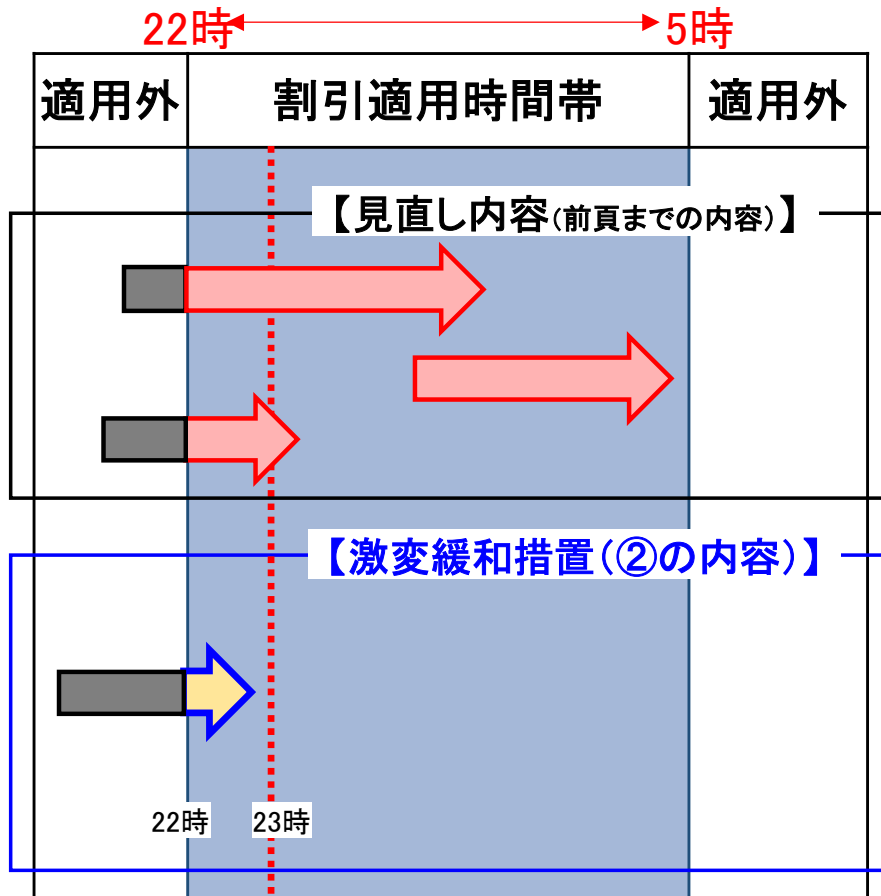 22時 5時
適用外 割引適用時間帯 適用外
【見直し内容(前頁までの内容)】
【激変緩和措置(②の内容)】
22時 23時